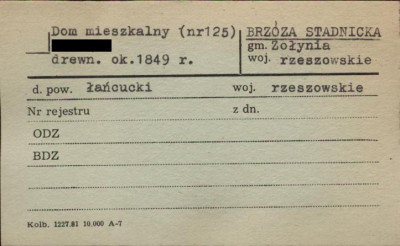 Dom mieszkalny (nr125)
drewn. ok.1849 r.
BRZÓZA STADNICKA
gm. Żołynia
woj. rzeszowskie
d. pow. łańcucki woj. rzeszowskie
Nr rejestru z dn.
ODZ
BDZ
Kolb. 1227.81 10.000 A-7